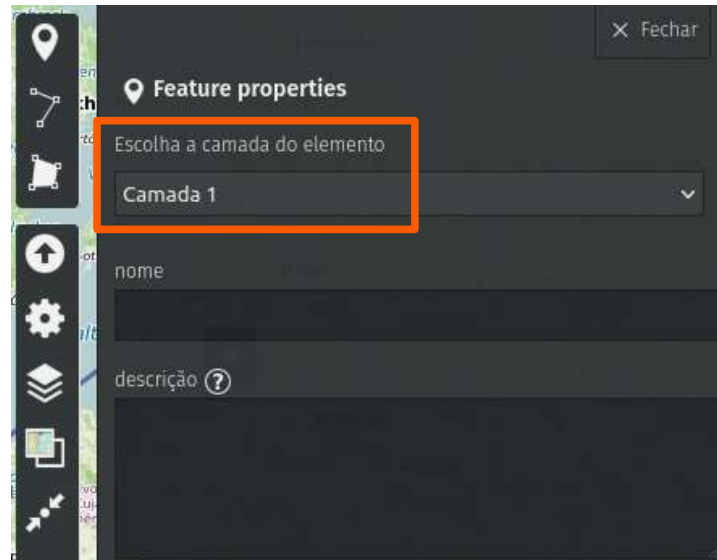 × Fechar
Feature properties
Escolha a camada do elemento
Camada 1
nome
descrição ?